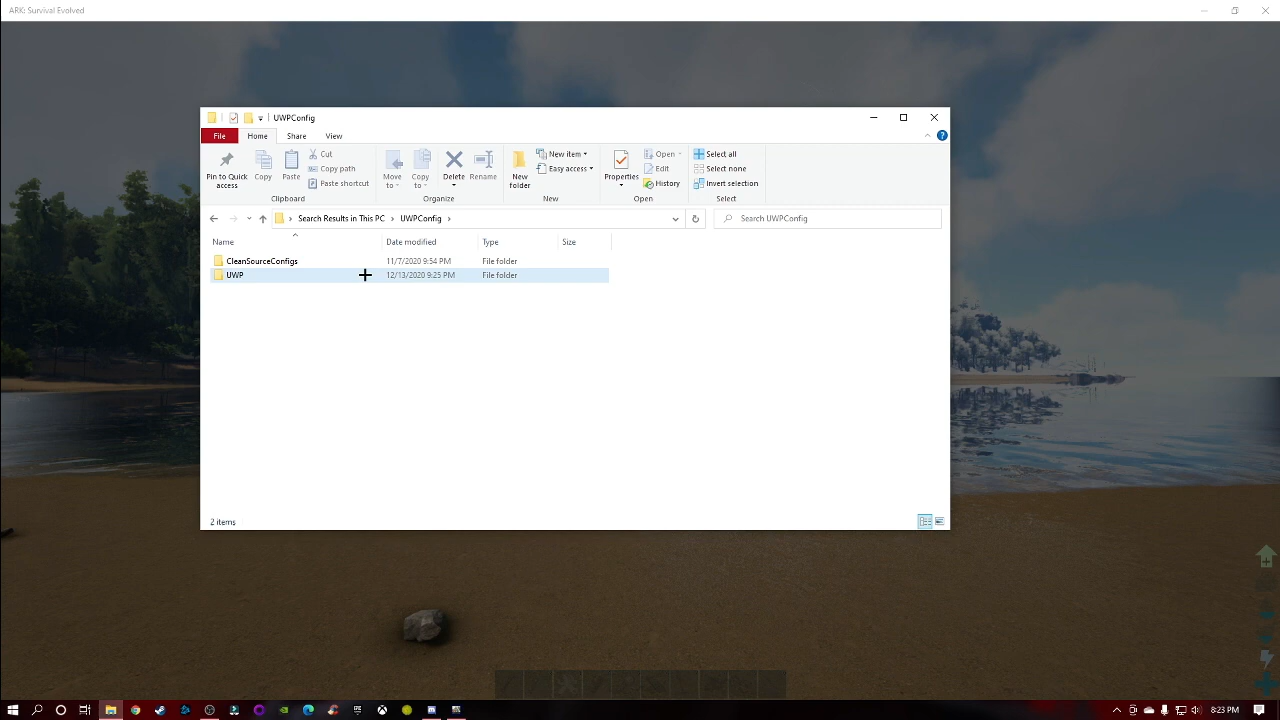 ARK: Survival Evolved
UWPConfig
File Home Share View
Pin to Quick access
Copy
Paste
Cut
Copy path
Paste shortcut
Clipboard
Move to
Copy to
Delete
Rename
Organize
New folder
New item
Easy access
New
Properties
Open
Edit
History
Open
Select all
Select none
Invert selection
Select
Search Results in This PC > UWPConfig >
Search UWPConfig
Name Date modified Type Size
CleanSourceConfigs 11/7/2020 9:54 PM File folder
UWP 12/13/2020 9:25 PM File folder
2 items
8:23 PM